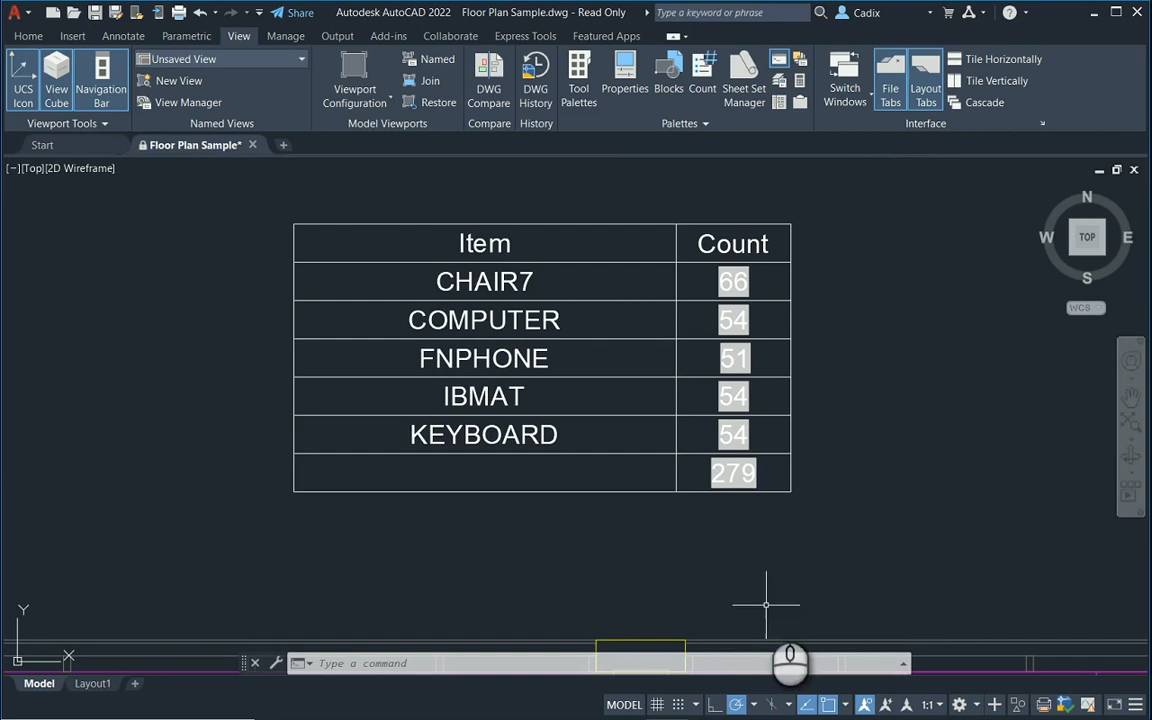 Share
Autodesk AutoCAD 2022 Floor Plan Sample.dwg - Read Only
Type a keyword or phrase
Cadix
Home Insert Annotate Parametric View Manage Output Add-ins Collaborate Express Tools Featured Apps
UCS Icon
View Cube
Navigation Bar
Viewport Tools
Unsaved View
New View
View Manager
Named Views
Viewport Configuration
Named
Join
Restore
Model Viewports
DWG Compare
Compare
DWG History
History
Tool Palettes
Properties
Blocks
Count
Sheet Set Manager
Palettes
Switch Windows
File Tabs
Layout Tabs
Tile Horizontally
Tile Vertically
Cascade
Interface
Start
Floor Plan Sample*
[−][Top][2D Wireframe]
N
W TOP E
S
WCS
Item Count
CHAIR7 66
COMPUTER 54
FNPHONE 51
IBMAT 54
KEYBOARD 54
279
Y
X
Type a command
Model Layout1
MODEL
1:1